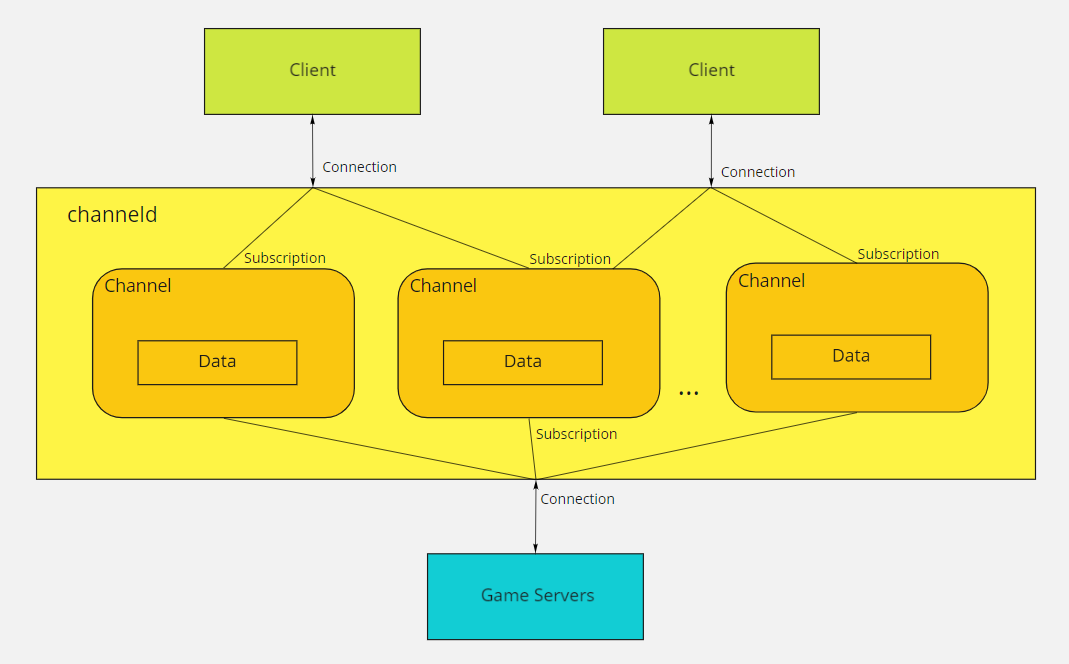 Client
Client
Connection
Connection
channeld
Subscription
Subscription
Subscription
Channel
Channel
Channel
Data
Data
Data
...
Subscription
Connection
Game Servers